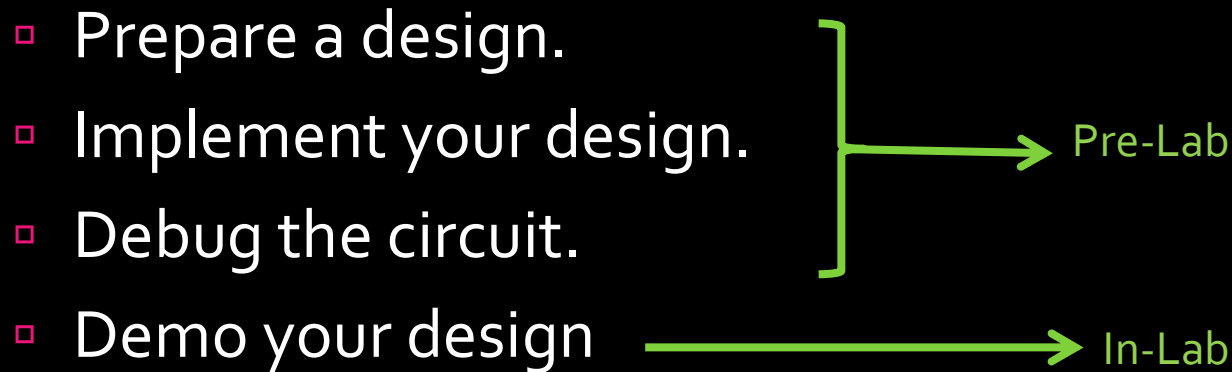 Prepare a design.
Implement your design.
Pre-Lab
Debug the circuit.
Demo your design
In-Lab